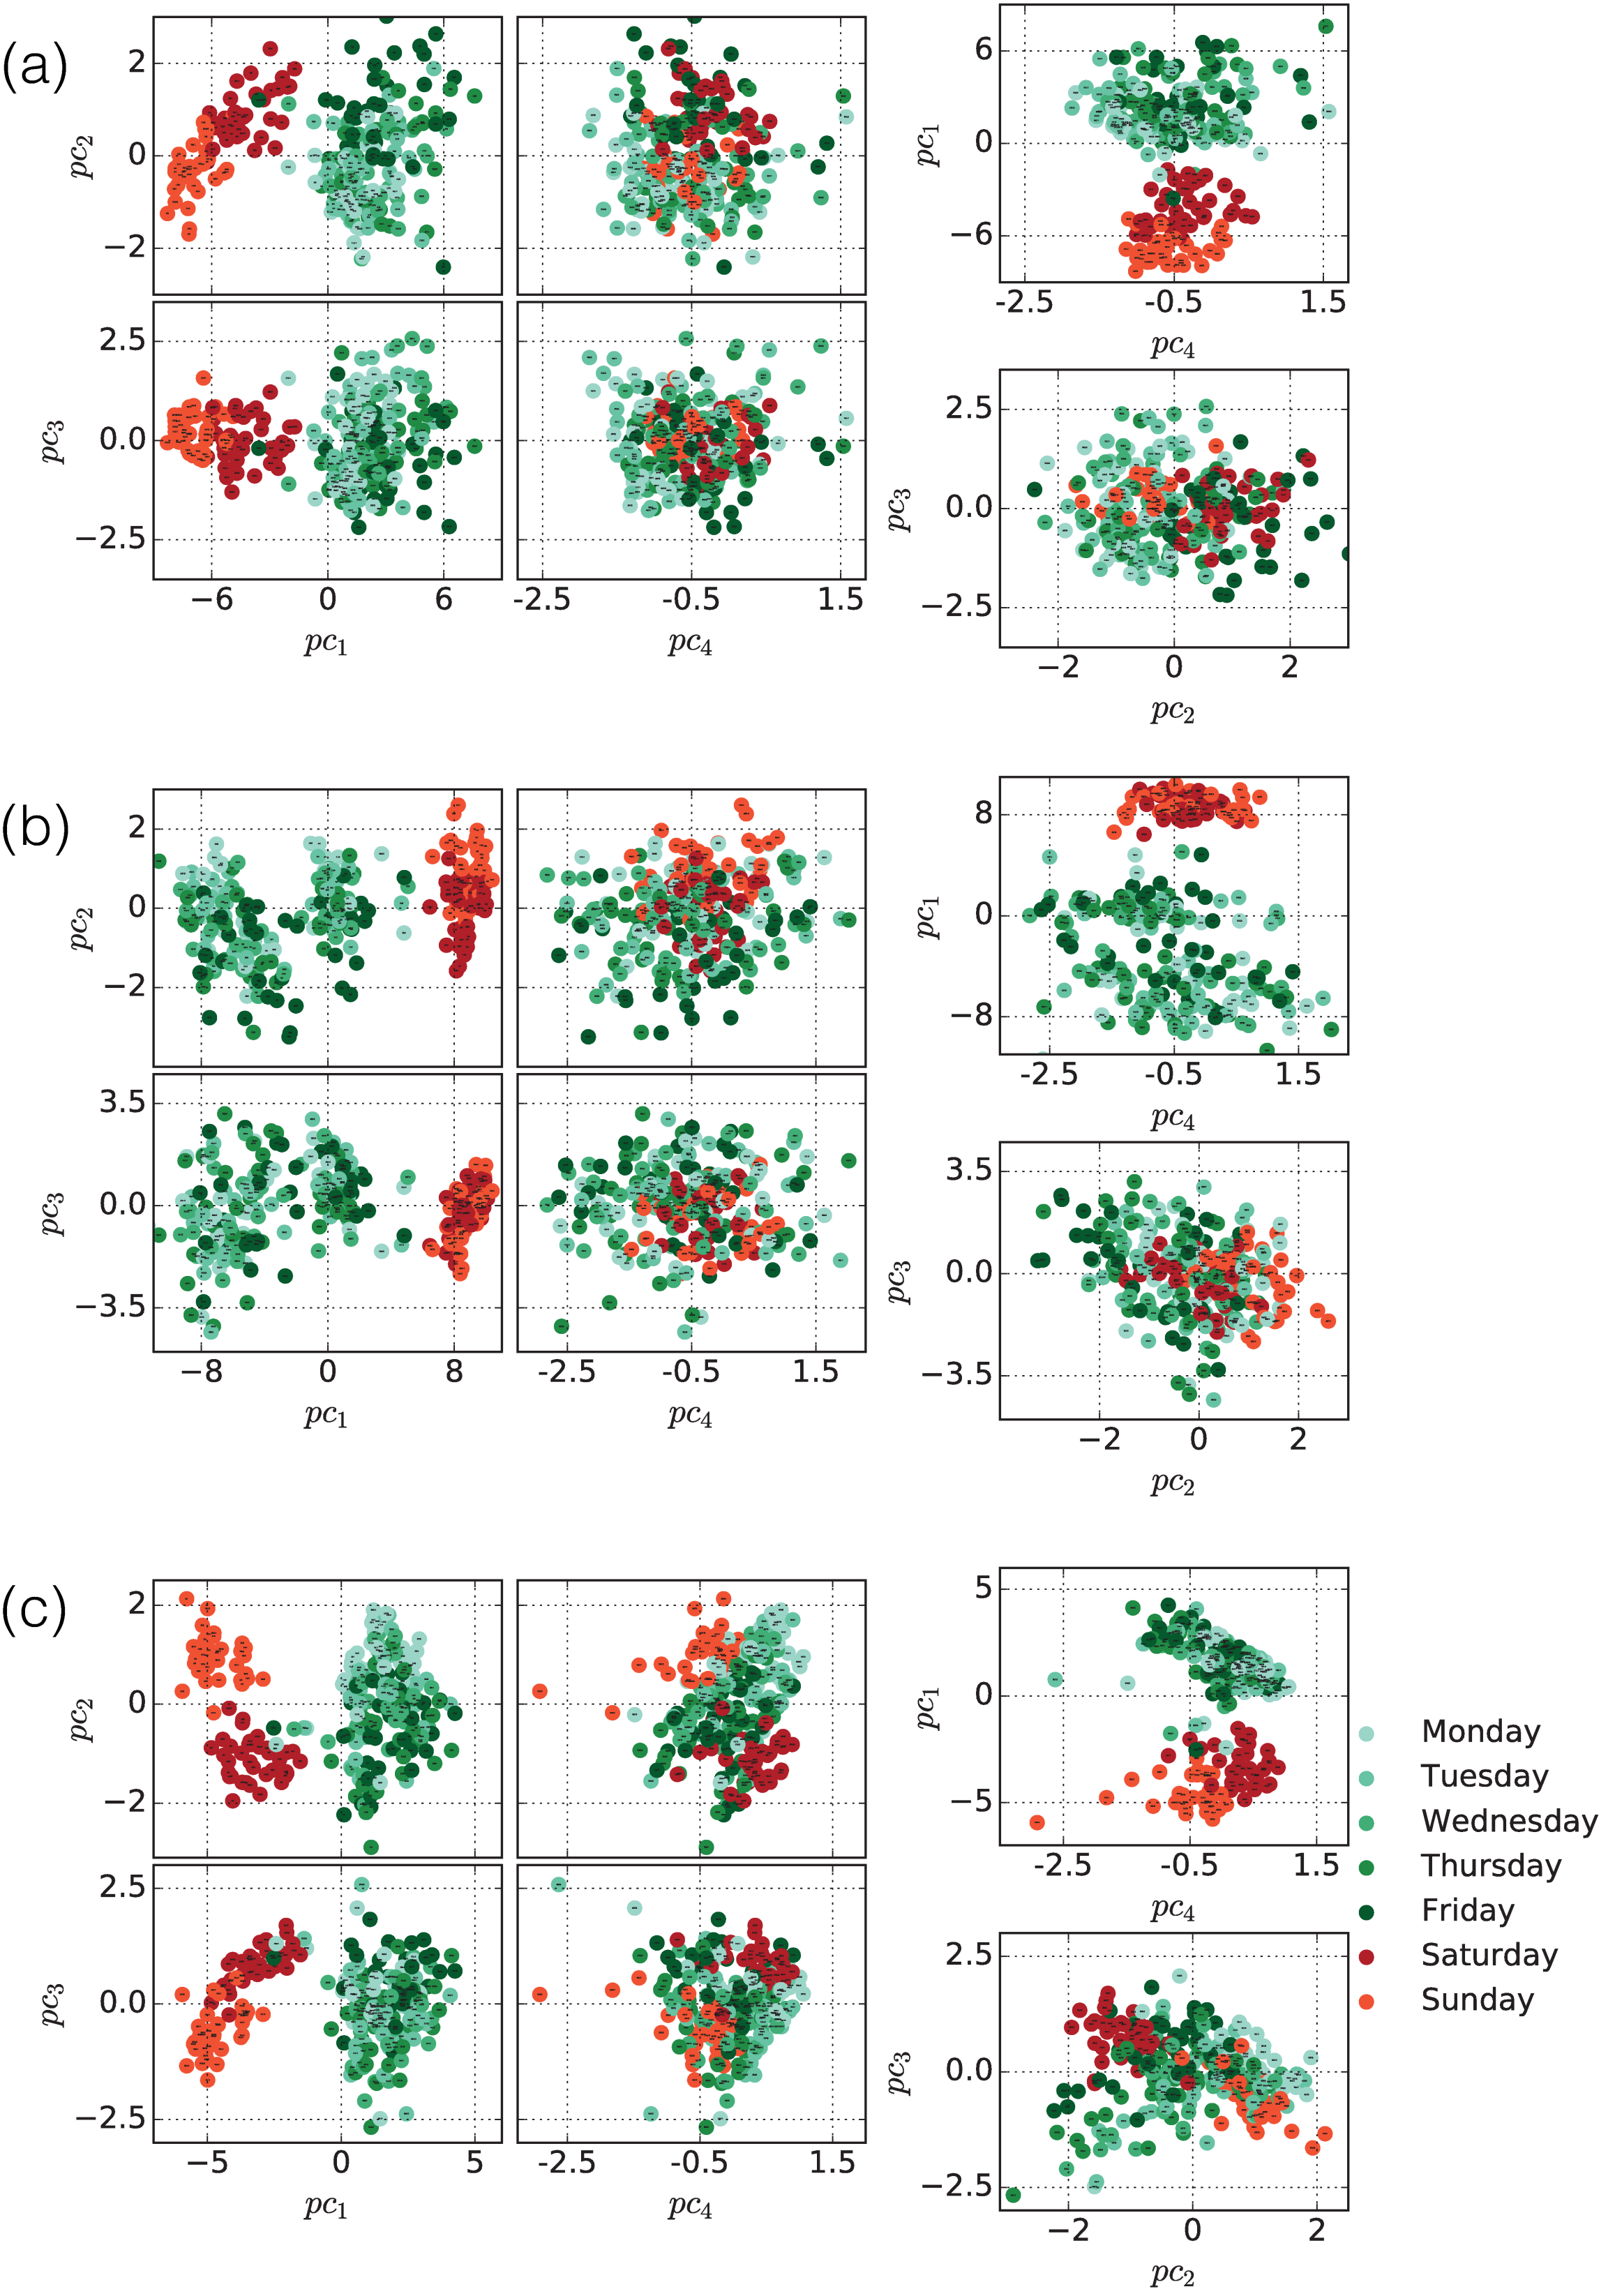 (a)
2
0
−2
pc2
2.5
0.0
−2.5
pc3
−6 0 6
pc1
-2.5 -0.5 1.5
pc4
6
0
−6
pc1
-2.5 -0.5 1.5
pc4
2.5
0.0
−2.5
pc3
−2 0 2
pc2
(b)
2
0
−2
pc2
3.5
0.0
−3.5
pc3
−8 0 8
pc1
-2.5 -0.5 1.5
pc4
8
0
−8
pc1
-2.5 -0.5 1.5
pc4
3.5
0.0
−3.5
pc3
−2 0 2
pc2
(c)
2
0
−2
pc2
2.5
0.0
−2.5
pc3
−5 0 5
pc1
-2.5 -0.5 1.5
pc4
5
0
−5
pc1
-2.5 -0.5 1.5
pc4
2.5
0.0
−2.5
pc3
−2 0 2
pc2
Monday
Tuesday
Wednesday
Thursday
Friday
Saturday
Sunday